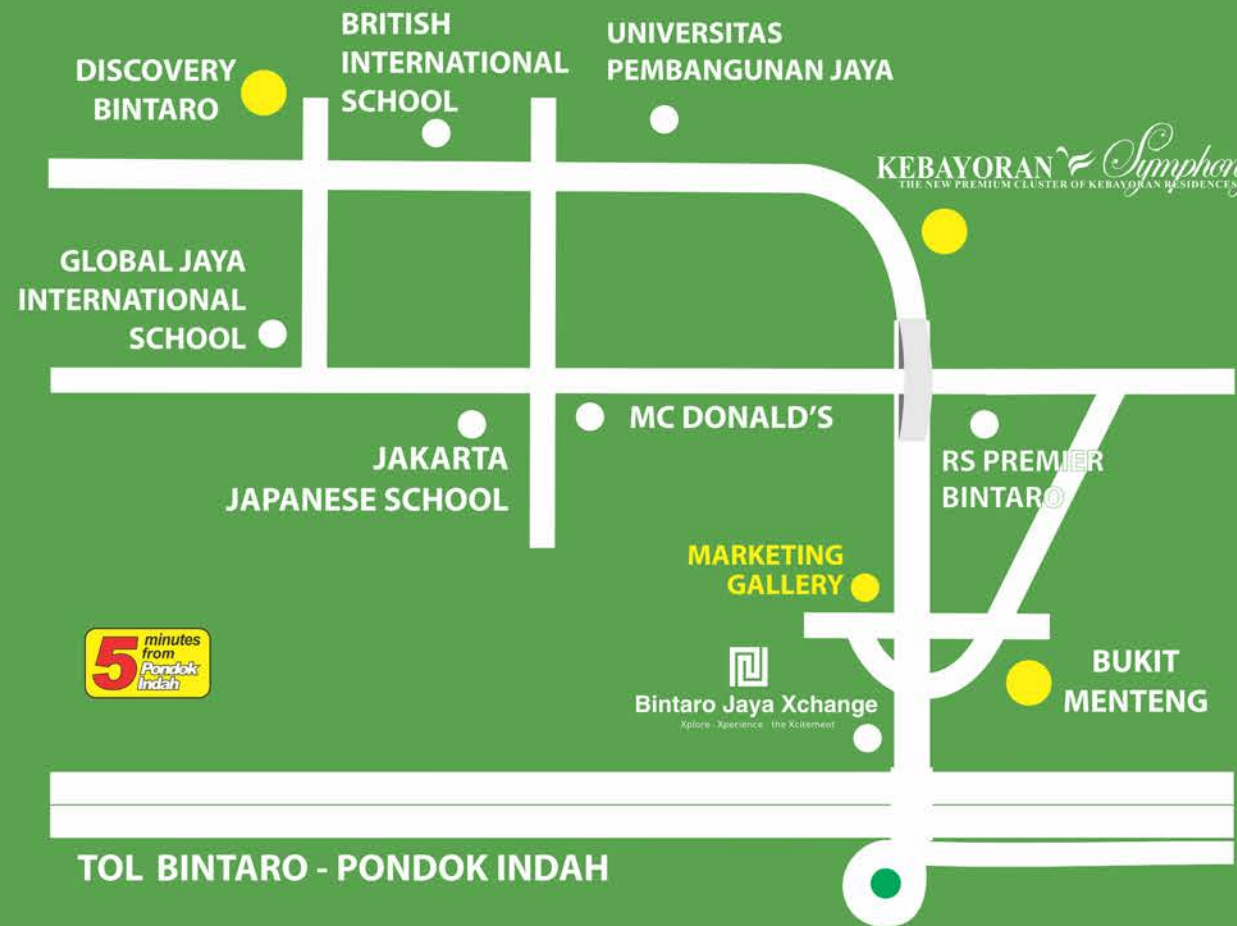 BRITISH
INTERNATIONAL
SCHOOL
UNIVERSITAS
PEMBANGUNAN JAYA
DISCOVERY
BINTARO
KEBAYORAN Symphony
THE NEW PREMIUM CLUSTER OF KEBAYORAN RESIDENCES
GLOBAL JAYA
INTERNATIONAL
SCHOOL
MC DONALD'S
JAKARTA
JAPANESE SCHOOL
RS PREMIER
BINTARO
MARKETING
GALLERY
5 minutes
from
Pondok
Indah
BUKIT
MENTENG
Bintaro Jaya Xchange
Xplore Xperience the Xcitement
TOL BINTARO - PONDOK INDAH